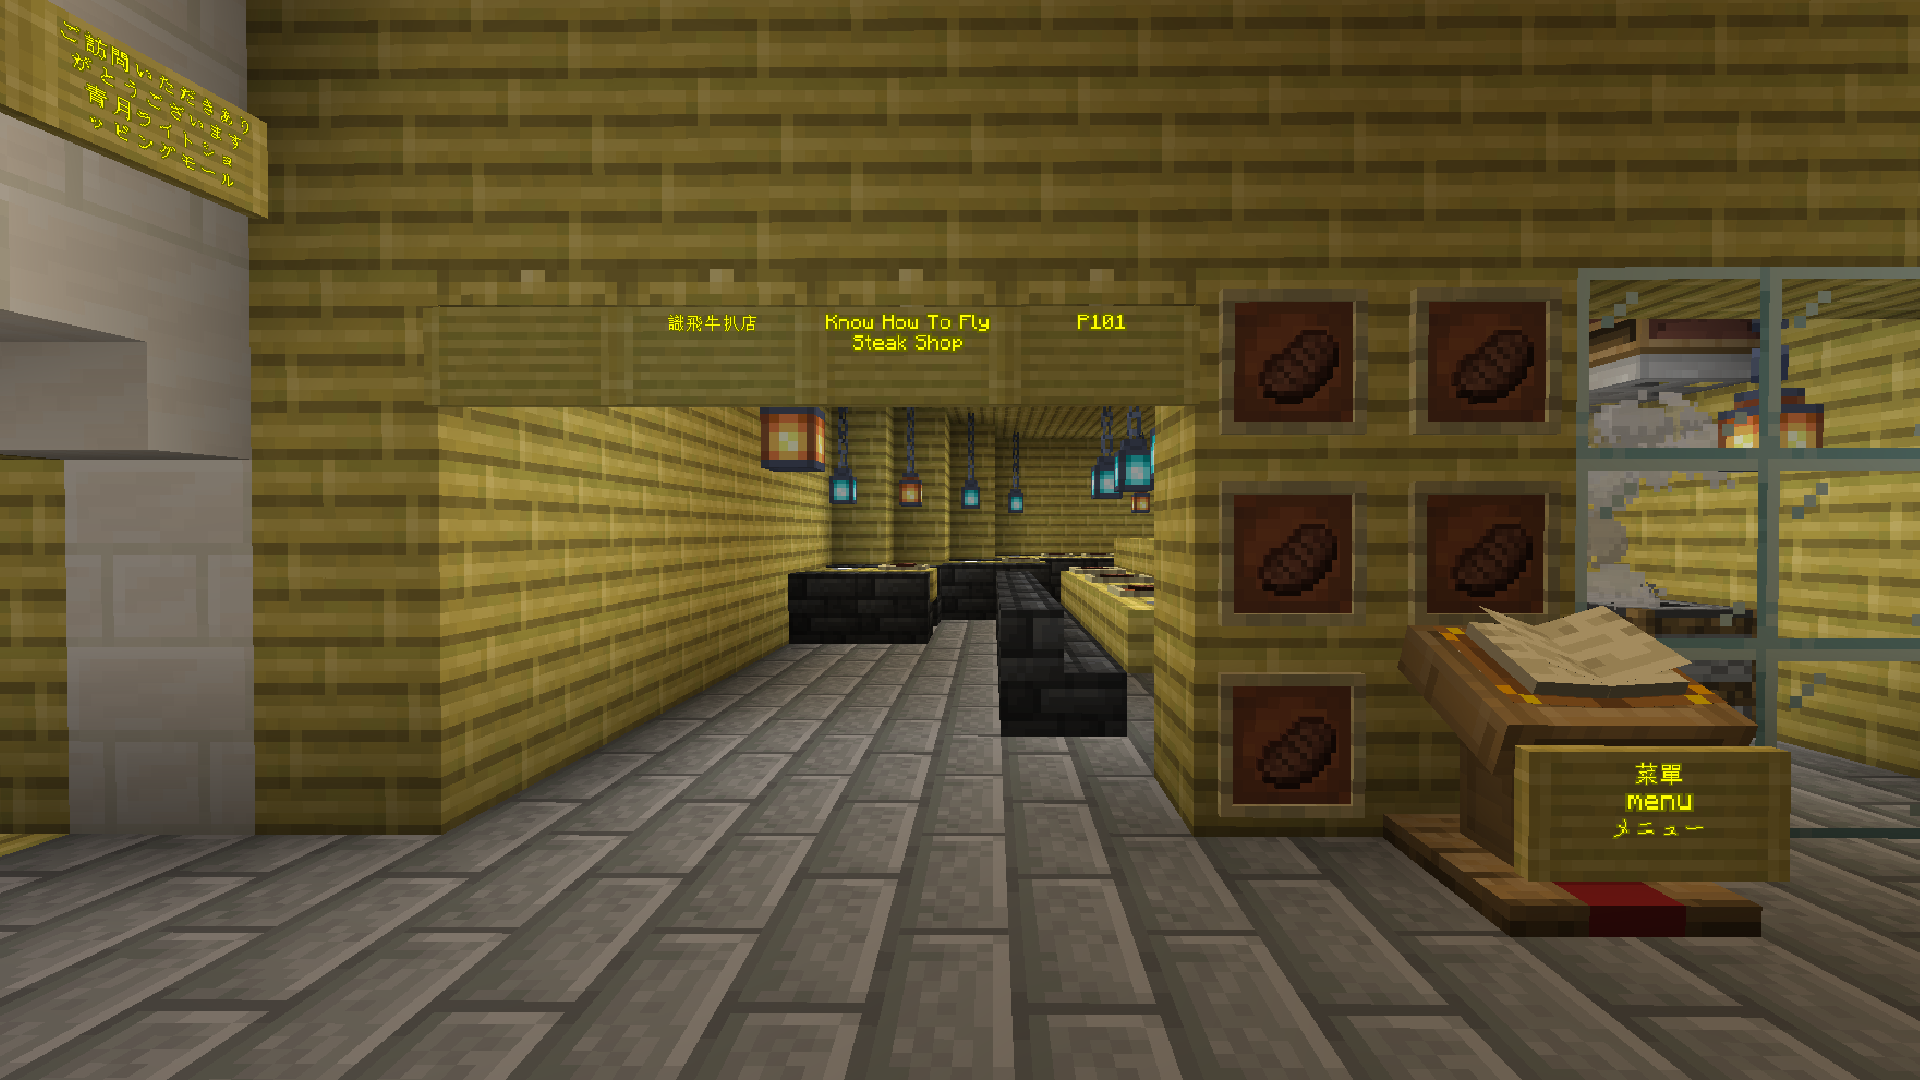 ご訪問いただきあり
がとうございます
青月ライトショ
ッピングモール
識飛牛扒店
Know How To Fly
Steak Shop
P101
菜單
menu
メニュー